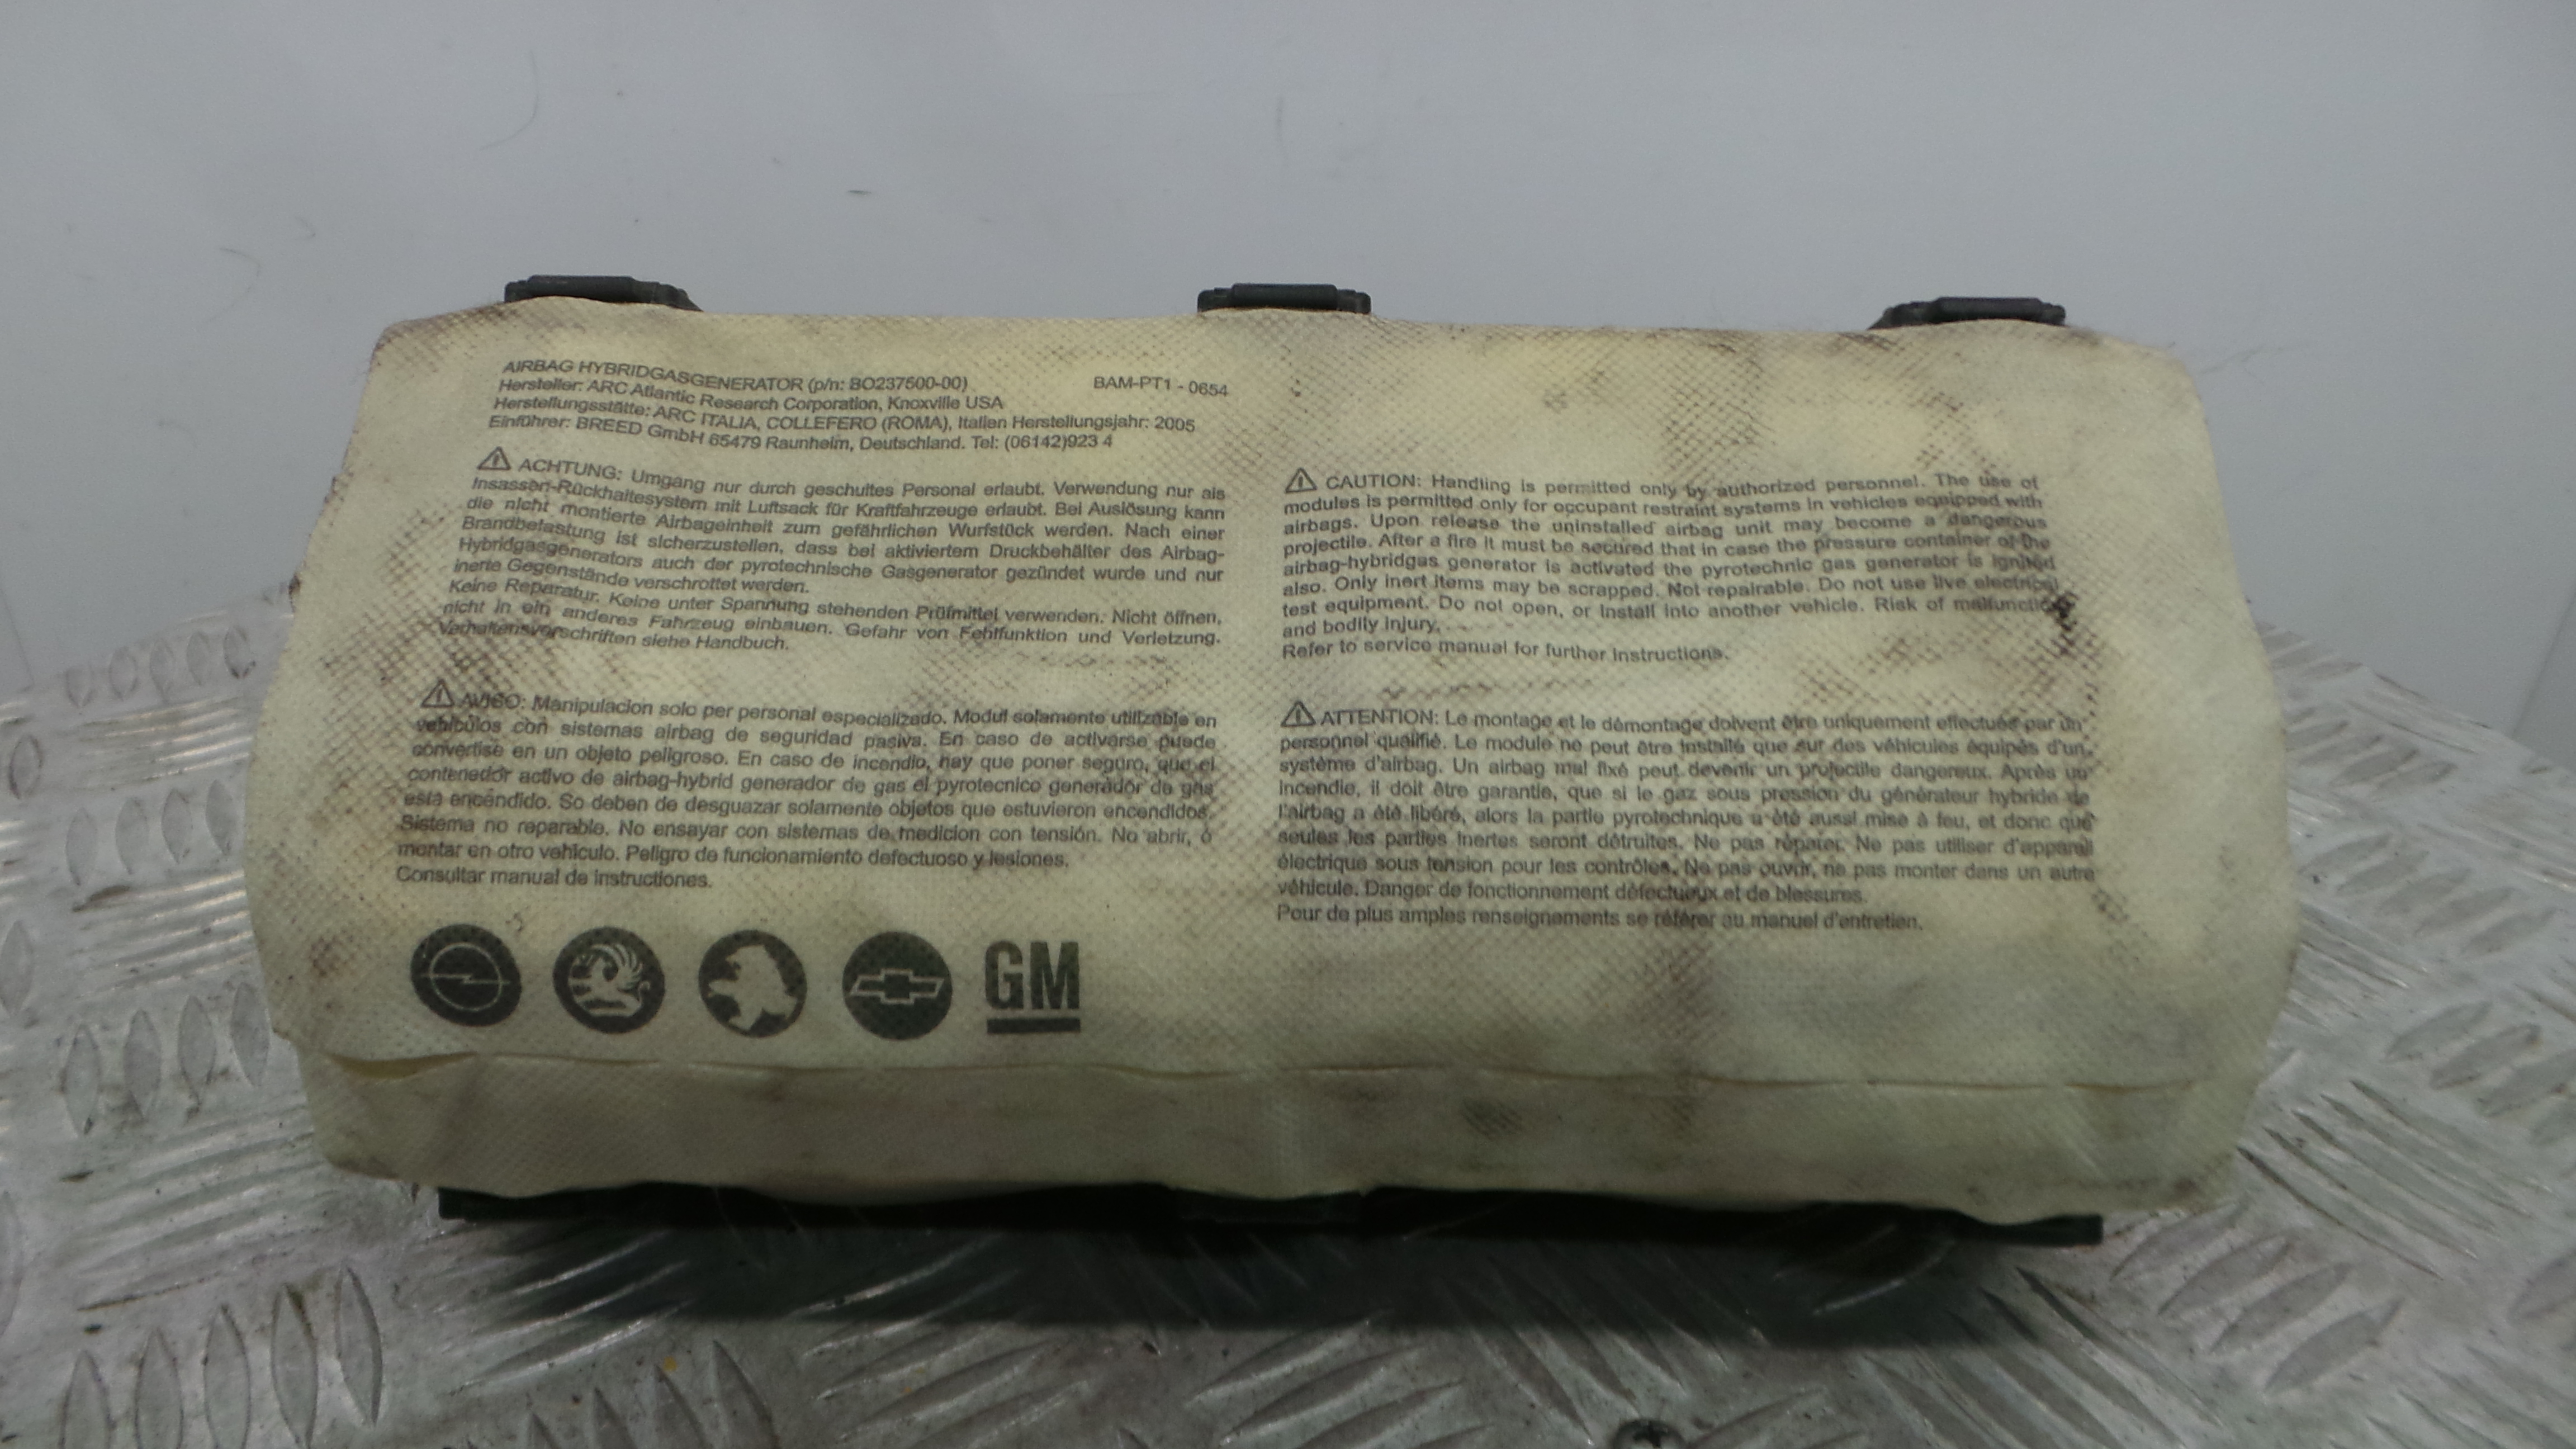 AIRBAG HYBRIDGASGENERATOR (p/n: BO237500-00)
BAM-PT1 - 0654
Hersteller: ARC Atlantic Research Corporation, Knoxville USA
Herstellungsstätte: ARC ITALIA, COLLEFERO (ROMA), Italien Herstellungsjahr: 2005
Einführer: BREED GmbH 65479 Raunheim, Deutschland. Tel: (06142)923 4
ACHTUNG: Umgang nur durch geschultes Personal erlaubt. Verwendung nur als
Insassen-Rückhaltesystem mit Luftsack für Kraftfahrzeuge erlaubt. Bei Auslösung kann
die nicht montierte Airbageinheit zum gefährlichen Wurfstück werden. Nach einer
Brandbelastung ist sicherzustellen, dass bei aktiviertem Druckbehälter des Airbag-
Hybridgasgenerators auch der pyrotechnische Gasgenerator gezündet wurde und nur
inerte Gegenstände verschrottet werden.
Keine Reparatur. Keine unter Spannung stehenden Prüfmittel verwenden. Nicht öffnen,
nicht in ein anderes Fahrzeug einbauen. Gefahr von Fehlfunktion und Verletzung.
Verhaltensvorschriften siehe Handbuch.
CAUTION: Handling is permitted only by authorized personnel. The use of
modules is permitted only for occupant restraint systems in vehicles equipped with
airbags. Upon release the uninstalled airbag unit may become a dangerous
projectile. After a fire it must be secured that in case the pressure container of the
airbag-hybridgas generator is activated the pyrotechnic gas generator is ignited
also. Only inert items may be scrapped. Not repairable. Do not use live electrical
test equipment. Do not open, or install into another vehicle. Risk of malfunction
and bodily injury.
Refer to service manual for further instructions.
AVISO: Manipulacion solo per personal especializado. Modul solamente utilizable en
vehiculos con sistemas airbag de seguridad pasiva. En caso de activarse puede
convertise en un objeto peligroso. En caso de incendio, hay que poner seguro, que el
contenedor activo de airbag-hybrid generador de gas el pyrotecnico generador de gas
está encendido. So deben de desguazar solamente objetos que estuvieron encendidos.
Sistema no reparable. No ensayar con sistemas de medicion con tensión. No abrir, ó
montar en otro vehiculo. Peligro de funcionamiento defectuoso y lesiones.
Consultar manual de instructiones.
ATTENTION: Le montage et le démontage doivent être uniquement effectués par un
personnel qualifié. Le module ne peut être installé que sur des véhicules équipés d'un
système d'airbag. Un airbag mal fixé peut devenir un projectile dangereux. Après un
incendie, il doit être garantie, que si le gaz sous pression du générateur hybride de
l'airbag a été libéré, alors la partie pyrotechnique a été aussi mise à feu, et donc que
seules les parties inertes seront détruites. Ne pas réparer. Ne pas utiliser d'appareil
électrique sous tension pour les contrôles. Ne pas ouvrir, ne pas monter dans un autre
véhicule. Danger de fonctionnement défectueux et de blessures.
Pour de plus amples renseignements se référer au manuel d'entretien.
GM